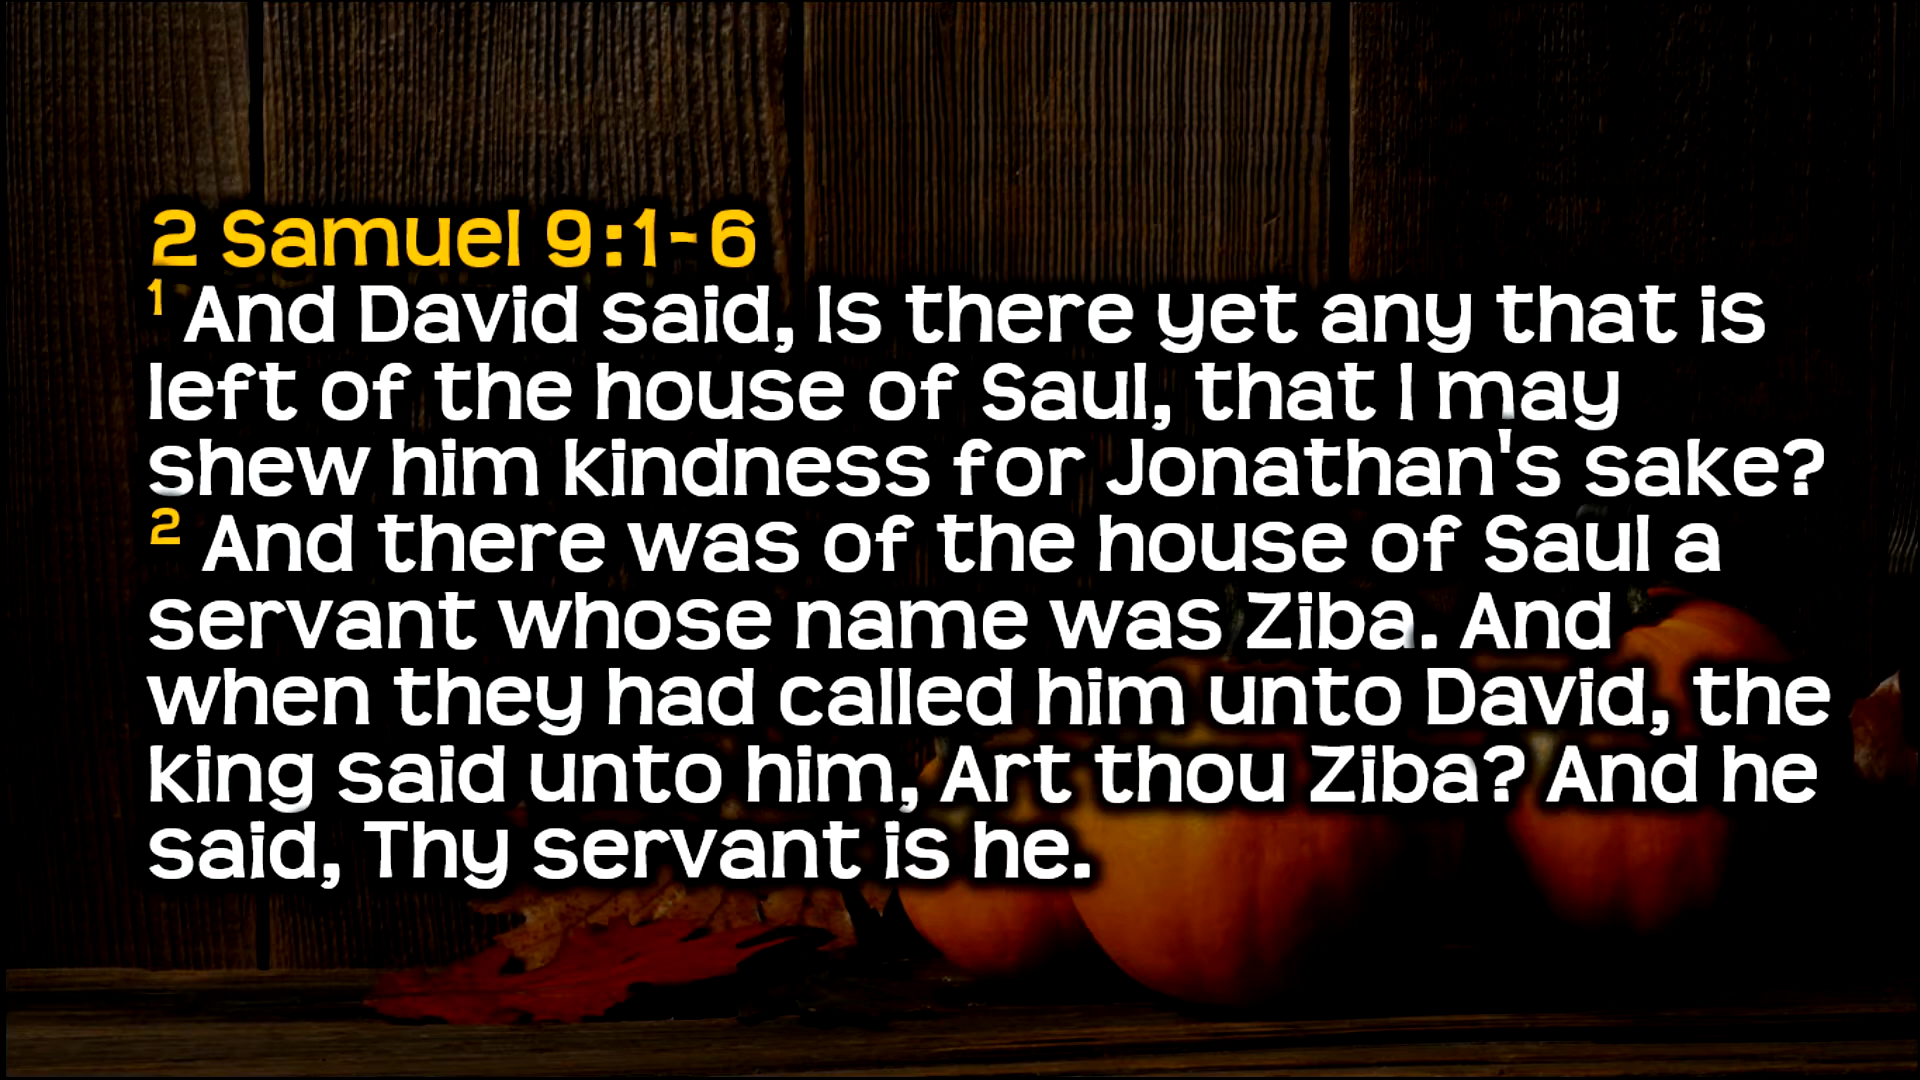 2 Samuel 9:1-6
1 And David said, Is there yet any that is
left of the house of Saul, that I may
shew him kindness for Jonathan's sake?
2 And there was of the house of Saul a
servant whose name was Ziba. And
when they had called him unto David, the
king said unto him, Art thou Ziba? And he
said, Thy servant is he.